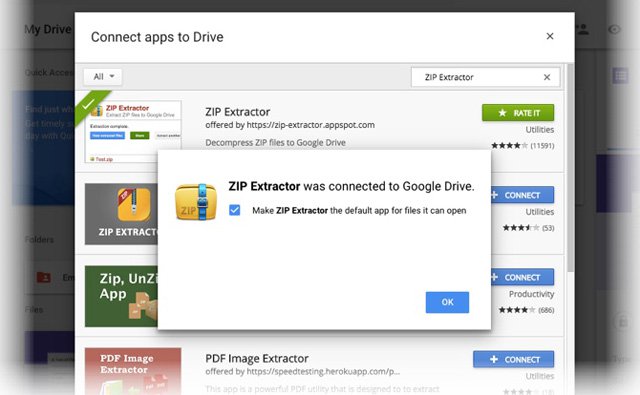 My Drive
Connect apps to Drive
Quick Access
All
ZIP Extractor
Find just wh
Get timely s
day with Qui
ZIP Extractor
Extract ZIP files to Google Drive
Extraction complete.
Share
Test.zip
ZIP Extractor
offered by https://zip-extractor.appspot.com
Decompress ZIP files to Google Drive
RATE IT
Utilities
(11591)
ZIP
ZIP Extractor was connected to Google Drive.
Make ZIP Extractor the default app for files it can open
OK
ZIP EXTRACTO
CONNECT
Utilities
(53)
Folders
Em
Zip, UnZi
App
CONNECT
Productivity
(686)
Files
PDF Image
Extractor
PDF Image Extractor
offered by https://speedtesting.herokuapp.com/p...
This app is a powerful PDF utility that is designed to to extract
CONNECT
Utilities
(18)